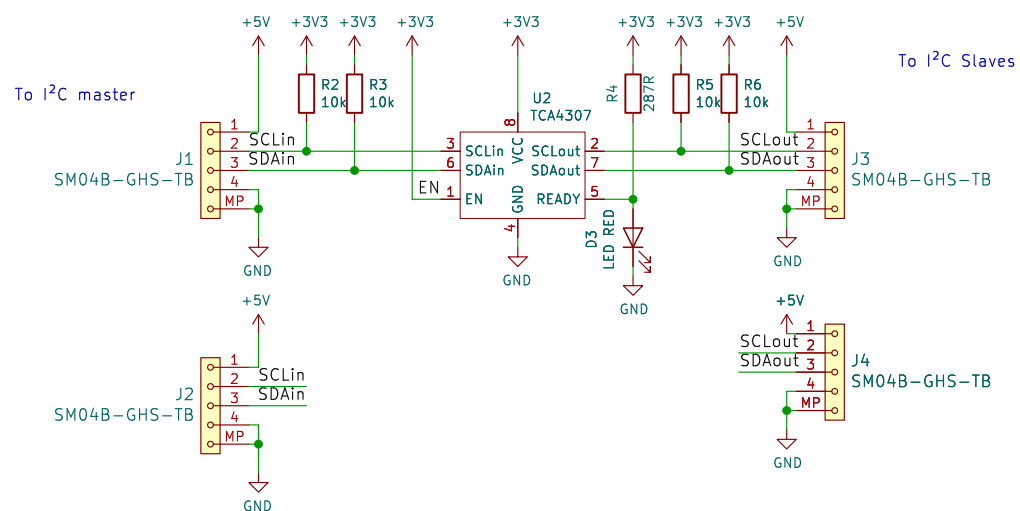 +5V +3V3 +3V3 +3V3 +3V3 +3V3 +3V3 +3V3 +5V
To I²C master
To I²C Slaves
R2 10k
R3 10k
R4 287R
R5 10k
R6 10k
U2
TCA4307
J1
SM04B-GHS-TB
1
2 SCLin
3 SDAin
4
MP
GND
3 SCLin
6 SDAin
1 EN
EN
8 VCC
GND 4
GND
SCLout 2
SDAout 7
READY 5
D3
LED RED
GND
J3
SM04B-GHS-TB
1
SCLout 2
SDAout 3
4
MP
GND
+5V
J2
SM04B-GHS-TB
1
2 SCLin
3 SDAin
4
MP
GND
+5V
J4
SM04B-GHS-TB
1
SCLout 2
SDAout 3
4
MP
GND